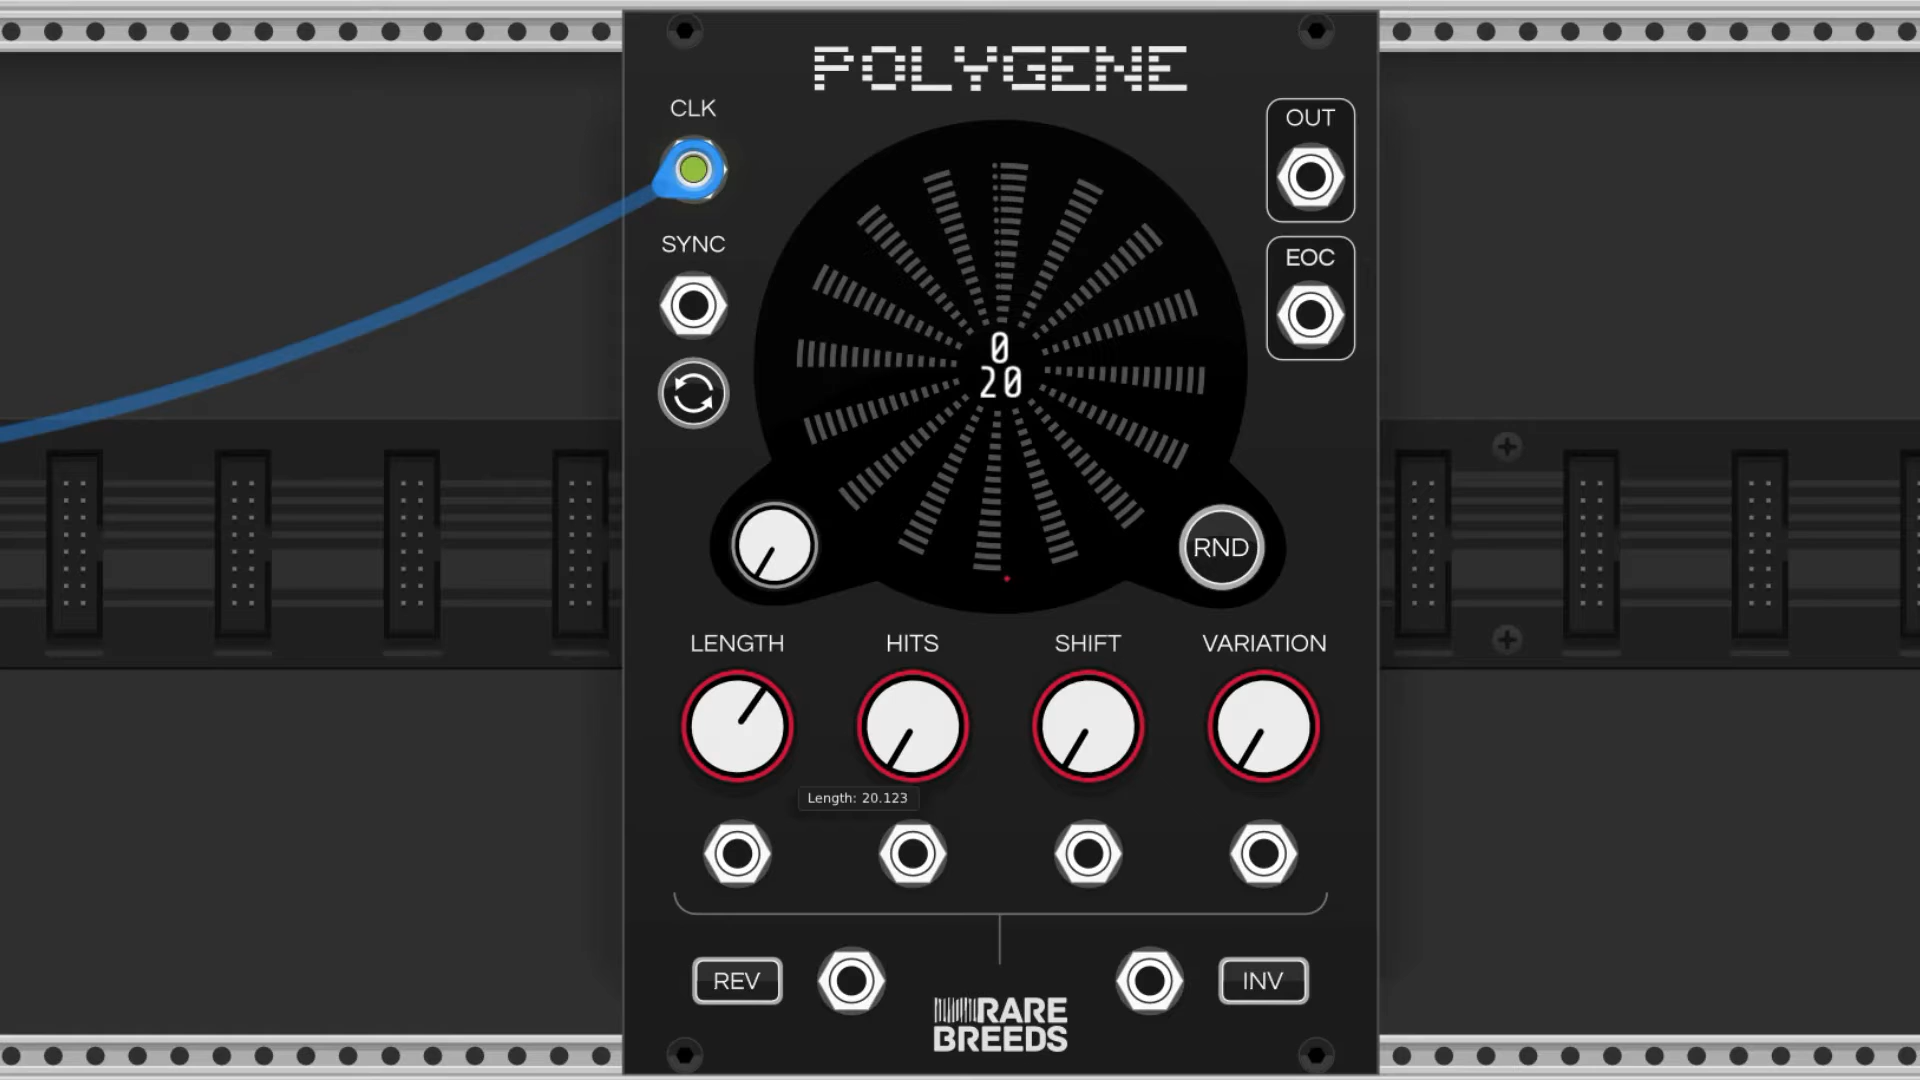 POLYGENE
CLK
OUT
SYNC
EOC
0
20
RND
LENGTH
HITS
SHIFT
VARIATION
Length: 20.123
REV
INV
RARE
BREEDS